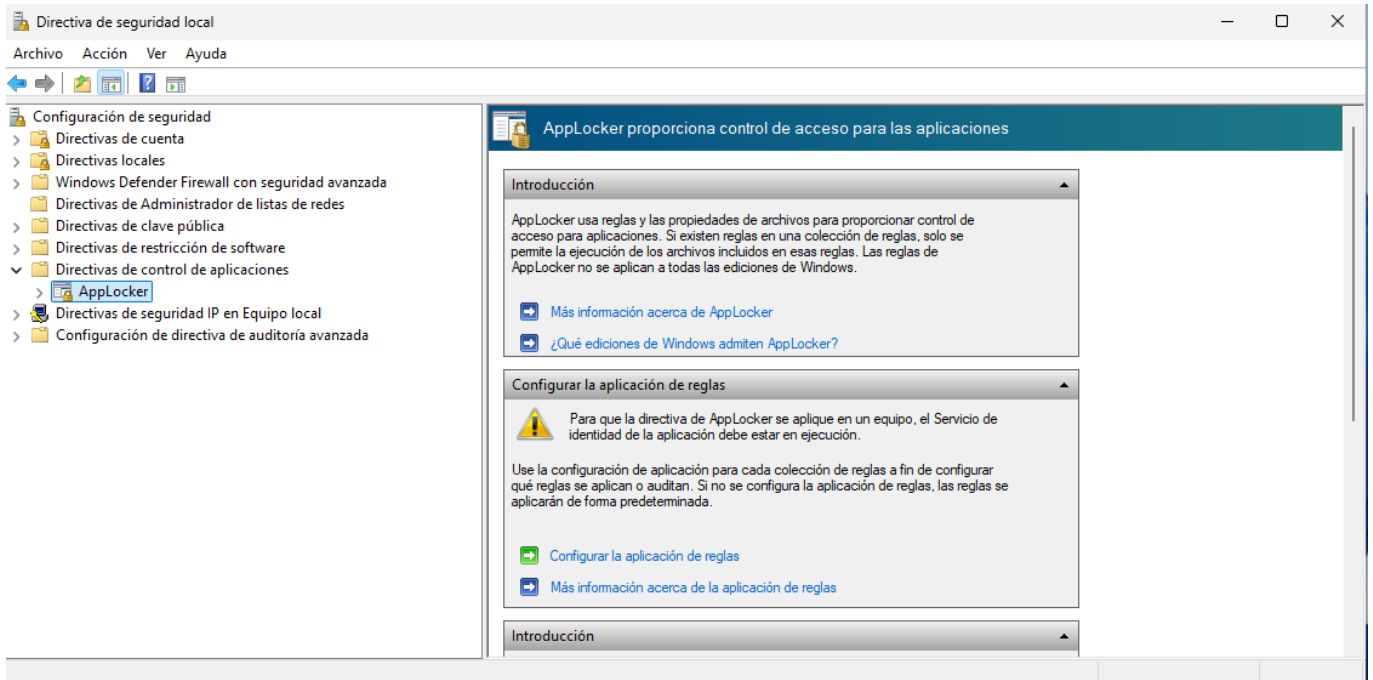 Directiva de seguridad local
Archivo Acción Ver Ayuda
Configuración de seguridad
Directivas de cuenta
Directivas locales
Windows Defender Firewall con seguridad avanzada
Directivas de Administrador de listas de redes
Directivas de clave pública
Directivas de restricción de software
Directivas de control de aplicaciones
AppLocker
Directivas de seguridad IP en Equipo local
Configuración de directiva de auditoría avanzada
AppLocker proporciona control de acceso para las aplicaciones
Introducción
AppLocker usa reglas y las propiedades de archivos para proporcionar control de
acceso para aplicaciones. Si existen reglas en una colección de reglas, solo se
permite la ejecución de los archivos incluidos en esas reglas. Las reglas de
AppLocker no se aplican a todas las ediciones de Windows.
Más información acerca de AppLocker
¿Qué ediciones de Windows admiten AppLocker?
Configurar la aplicación de reglas
Para que la directiva de AppLocker se aplique en un equipo, el Servicio de
identidad de la aplicación debe estar en ejecución.
Use la configuración de aplicación para cada colección de reglas a fin de configurar
qué reglas se aplican o auditan. Si no se configura la aplicación de reglas, las reglas se
aplicarán de forma predeterminada.
Configurar la aplicación de reglas
Más información acerca de la aplicación de reglas
Introducción